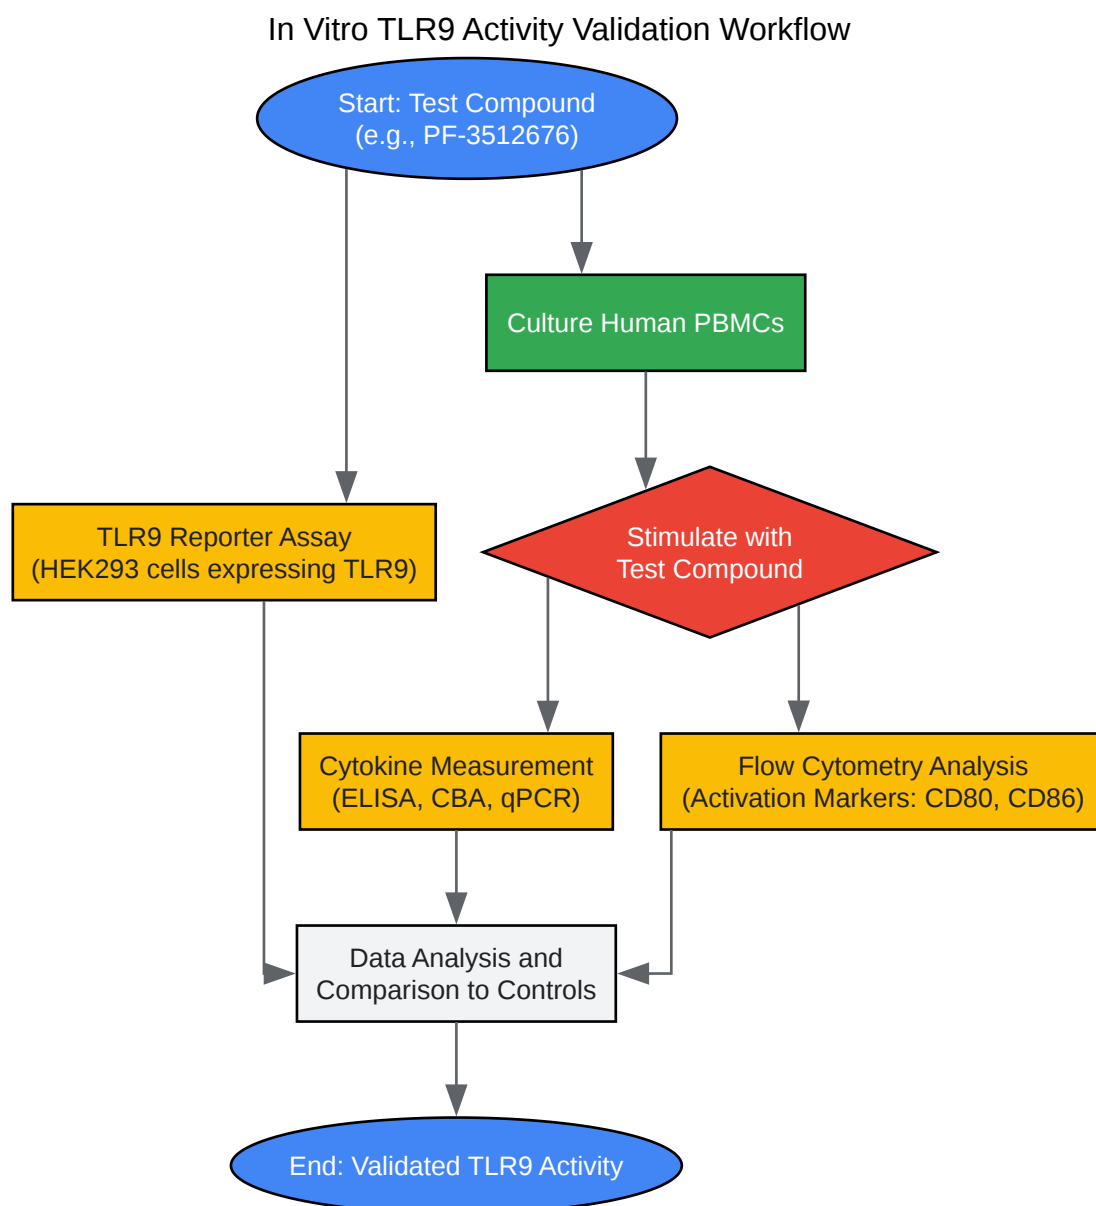 In Vitro TLR9 Activity Validation Workflow
Start: Test Compound
(e.g., PF-3512676)
Culture Human PBMCs
TLR9 Reporter Assay
(HEK293 cells expressing TLR9)
Stimulate with
Test Compound
Cytokine Measurement
(ELISA, CBA, qPCR)
Flow Cytometry Analysis
(Activation Markers: CD80, CD86)
Data Analysis and
Comparison to Controls
End: Validated TLR9 Activity